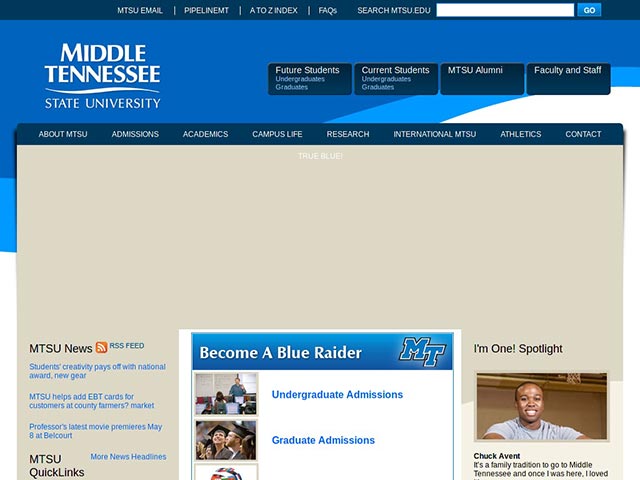 MTSU EMAIL PIPELINEMT A TO Z INDEX FAQs SEARCH MTSU.EDU GO
MIDDLE
TENNESSEE
STATE UNIVERSITY
Future Students
Undergraduates
Graduates
Current Students
Undergraduates
Graduates
MTSU Alumni
Faculty and Staff
ABOUT MTSU ADMISSIONS ACADEMICS CAMPUS LIFE RESEARCH INTERNATIONAL MTSU ATHLETICS CONTACT
TRUE BLUE!
MTSU News RSS FEED
Students' creativity pays off with national
award, new gear
MTSU helps add EBT cards for
customers at county farmers? market
Professor's latest movie premieres May
8 at Belcourt
More News Headlines
MTSU
QuickLinks
Become A Blue Raider MT
Undergraduate Admissions
Graduate Admissions
I'm One! Spotlight
Chuck Avent
It's a family tradition to go to Middle
Tennessee and once I was here, I loved